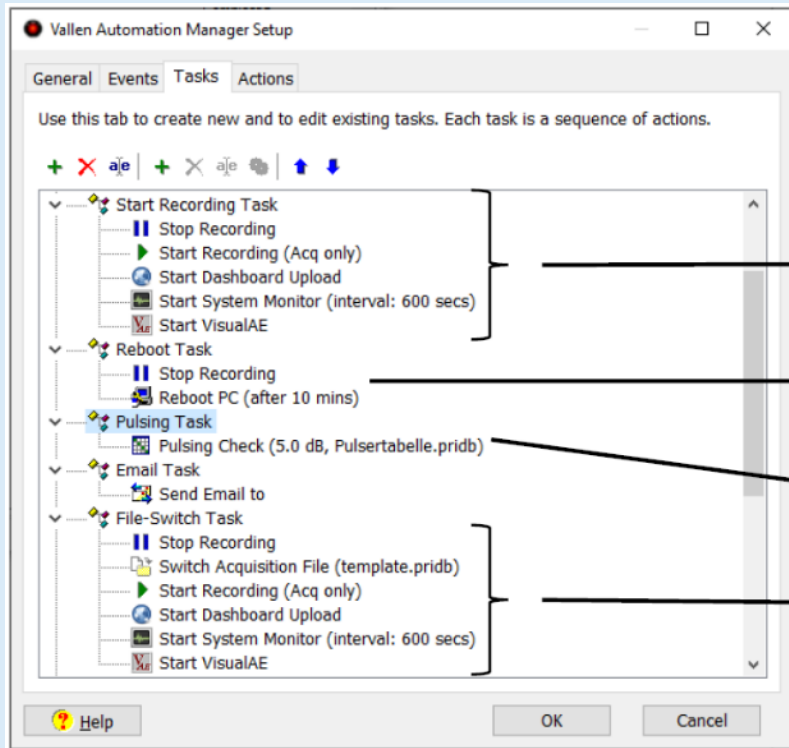 Vallen Automation Manager Setup
General Events Tasks Actions
Use this tab to create new and to edit existing tasks. Each task is a sequence of actions.
Start Recording Task
Stop Recording
Start Recording (Acq only)
Start Dashboard Upload
Start System Monitor (interval: 600 secs)
Start VisualAE
Reboot Task
Stop Recording
Reboot PC (after 10 mins)
Pulsing Task
Pulsing Check (5.0 dB, Pulsertabelle.pridb)
Email Task
Send Email to
File-Switch Task
Stop Recording
Switch Acquisition File (template.pridb)
Start Recording (Acq only)
Start Dashboard Upload
Start System Monitor (interval: 600 secs)
Start VisualAE
Help OK Cancel